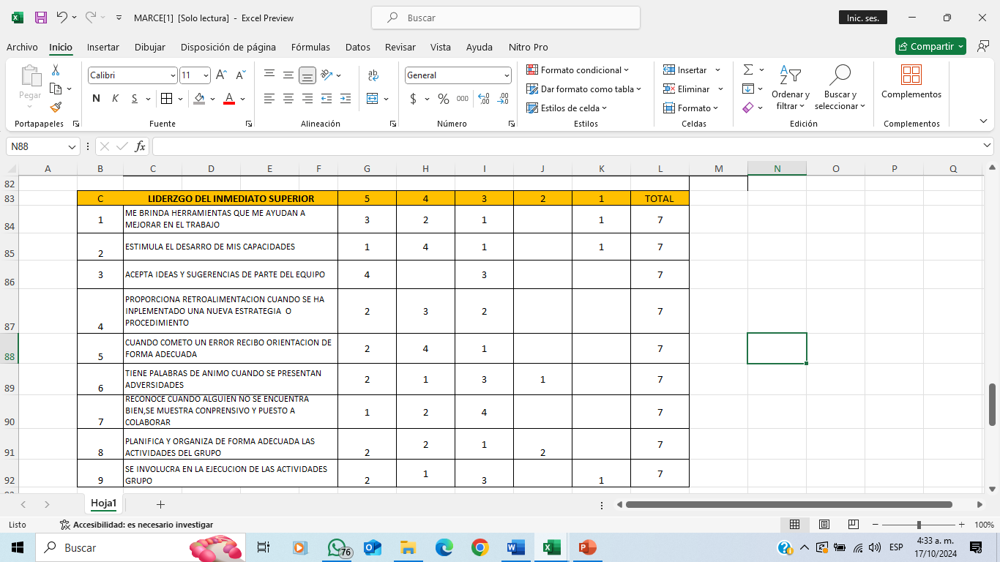 MARCE[1] [Solo lectura] - Excel Preview
Buscar
Inic. ses.
Archivo Inicio Insertar Dibujar Disposición de página Fórmulas Datos Revisar Vista Ayuda Nitro Pro
Compartir
Pegar
Portapapeles
Calibri 11
N K S A
Fuente
ab
Alineación
General
$ % 000
Número
Formato condicional
Dar formato como tabla
Estilos de celda
Estilos
Insertar
Eliminar
Formato
Celdas
Ordenar y filtrar
Buscar y seleccionar
Edición
Complementos
Complementos
N88 fx
A B C D E F G H I J K L M N O P Q
82
83 C LIDERZGO DEL INMEDIATO SUPERIOR 5 4 3 2 1 TOTAL
84 1 ME BRINDA HERRAMIENTAS QUE ME AYUDAN A
MEJORAR EN EL TRABAJO 3 2 1 1 7
85 2 ESTIMULA EL DESARRO DE MIS CAPACIDADES 1 4 1 1 7
86 3 ACEPTA IDEAS Y SUGERENCIAS DE PARTE DEL EQUIPO 4 3 7
87 4 PROPORCIONA RETROALIMENTACION CUANDO SE HA
INPLEMENTADO UNA NUEVA ESTRATEGIA O
PROCEDIMIENTO 2 3 2 7
88 5 CUANDO COMETO UN ERROR RECIBO ORIENTACION DE
FORMA ADECUADA 2 4 1 7
89 6 TIENE PALABRAS DE ANIMO CUANDO SE PRESENTAN
ADVERSIDADES 2 1 3 1 7
90 7 RECONOCE CUANDO ALGUIEN NO SE ENCUENTRA
BIEN,SE MUESTRA CONPRENSIVO Y PUESTO A
COLABORAR 1 2 4 7
91 8 PLANIFICA Y ORGANIZA DE FORMA ADECUADA LAS
ACTIVIDADES DEL GRUPO 2 2 1 2 7
92 9 SE INVOLUCRA EN LA EJECUCION DE LAS ACTIVIDADES
GRUPO 2 1 3 1 7
Hoja1
Listo
Accesibilidad: es necesario investigar
100%
Buscar
76
ESP
4:33 a. m.
17/10/2024